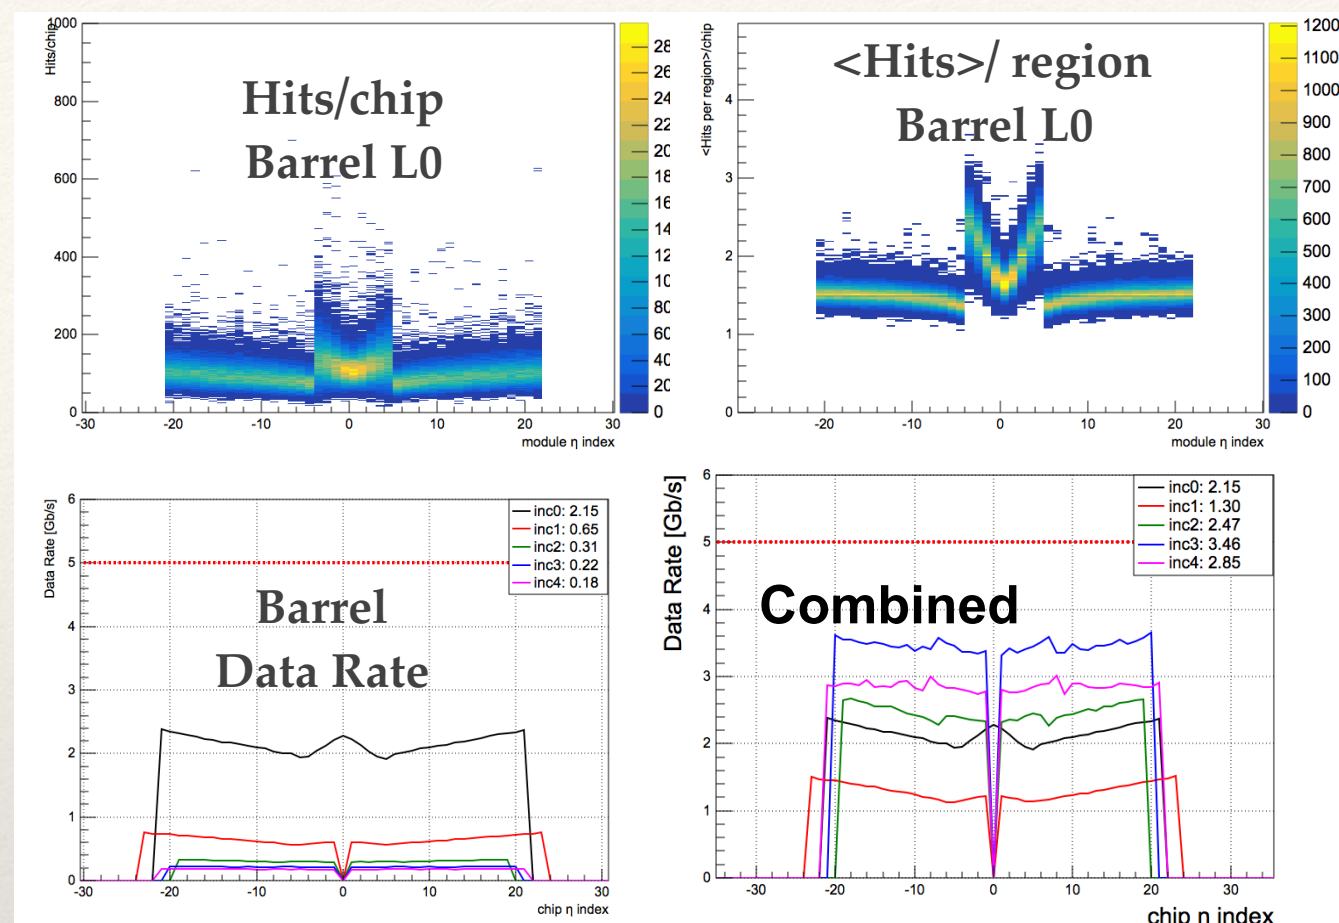 Hits/chip
1000
800
600
400
200
0
Hits/chip
Barrel L0
-30 -20 -10 0 10 20 30
module η index
28
26
24
22
20
18
16
14
12
10
80
60
40
20
0
<Hits per region>/chip
4
3
2
1
0
<Hits>/ region
Barrel L0
-20 -10 0 10 20 30
module η index
1200
1100
1000
900
800
700
600
500
400
300
200
100
0
Data Rate [Gb/s]
6
5
4
3
2
1
0
inc0: 2.15
inc1: 0.65
inc2: 0.31
inc3: 0.22
inc4: 0.18
Barrel
Data Rate
-30 -20 -10 0 10 20 30
chip η index
Data Rate [Gb/s]
6
5
4
3
2
1
0
inc0: 2.15
inc1: 1.30
inc2: 2.47
inc3: 3.46
inc4: 2.85
Combined
-30 -20 -10 0 10 20 30
chip η index